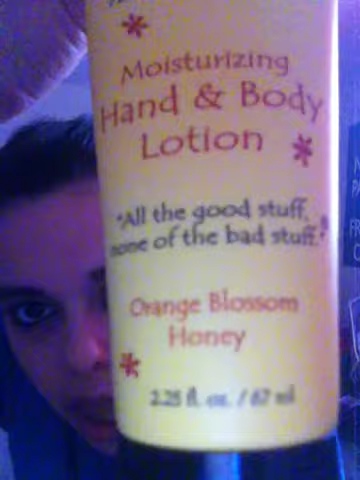 Moisturizing
Hand & Body
Lotion
"All the good stuff,
none of the bad stuff."
Orange Blossom
Honey
2.25 fl. oz. / 67 ml